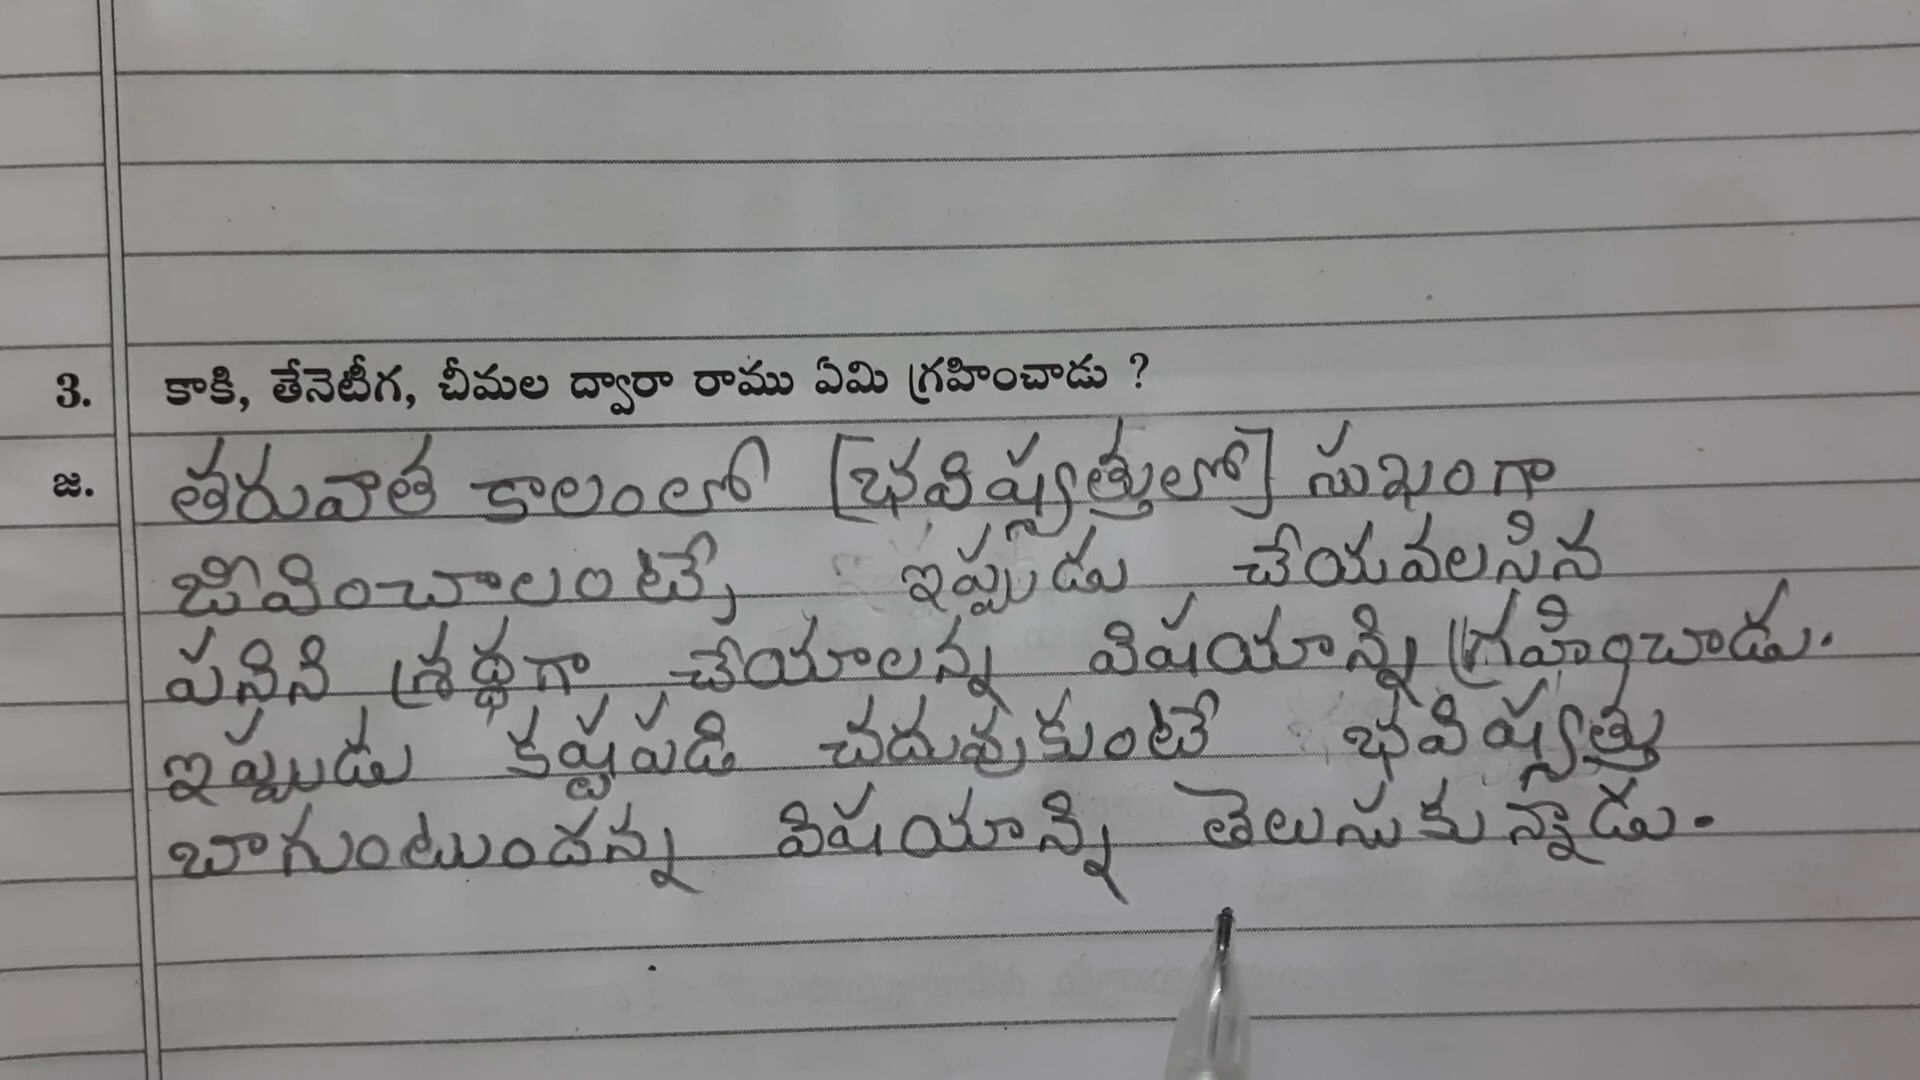 3. కాకి, తేనెటీగ, చీమల ద్వారా రాము ఏమి గ్రహించాడు ?
జ. తరువాత కాలంలో [భవిష్యత్తులో] సుఖంగా
జీవించాలంటే, ఇప్పుడు చేయవలసిన
పనిని శ్రద్ధగా చేయాలన్న విషయాన్ని గ్రహించాడు.
ఇప్పుడు కష్టపడి చదువుకుంటే భవిష్యత్తు
బాగుంటుందన్న విషయాన్ని తెలుసుకున్నాడు.